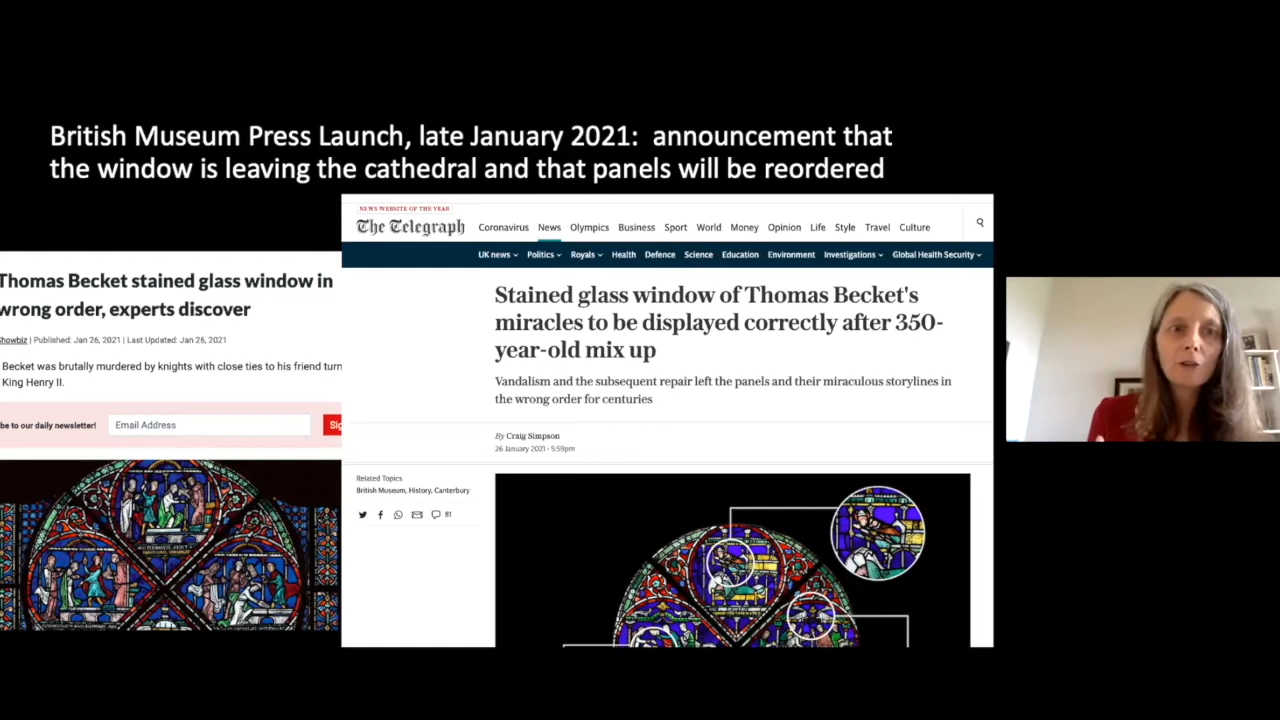 British Museum Press Launch, late January 2021:  announcement that
the window is leaving the cathedral and that panels will be reordered
NEWS WEBSITE OF THE YEAR
The Telegraph
Coronavirus News Olympics Business Sport World Money Opinion Life Style Travel Culture
UK news Politics Royals Health Defence Science Education Environment Investigations Global Health Security
Stained glass window of Thomas Becket's
miracles to be displayed correctly after 350-
year-old mix up
Vandalism and the subsequent repair left the panels and their miraculous storylines in
the wrong order for centuries
By Craig Simpson
26 January 2021 • 5:59pm
Related Topics
British Museum, History, Canterbury
81
Thomas Becket stained glass window in
wrong order, experts discover
Showbiz | Published: Jan 26, 2021 | Last Updated: Jan 26, 2021
Becket was brutally murdered by knights with close ties to his friend turn
King Henry II.
be to our daily newsletter!
Email Address
Sig